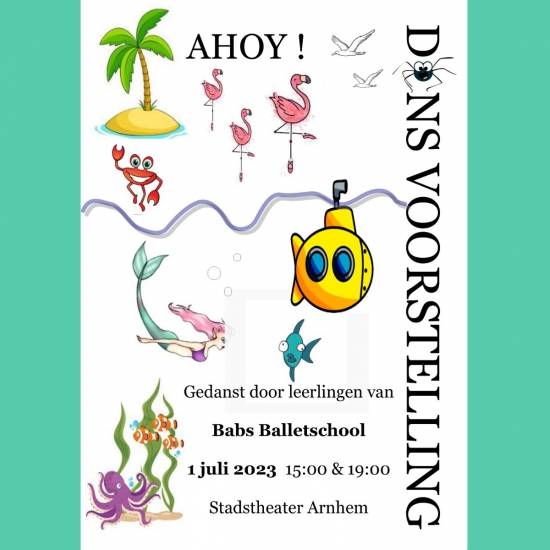 AHOY !
DANS VOORSTELLING
Gedanst door leerlingen van
Babs Balletschool
1 juli 2023 15:00 & 19:00
Stadstheater Arnhem